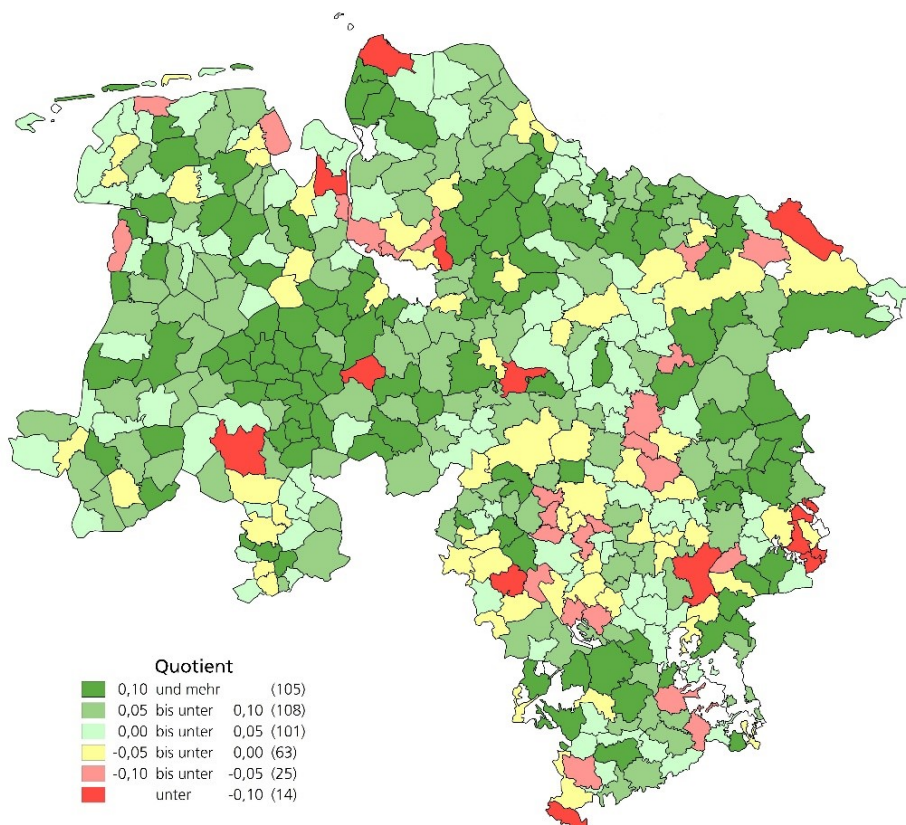 Quotient
0,10 und mehr (105)
0,05 bis unter 0,10 (108)
0,00 bis unter 0,05 (101)
-0,05 bis unter 0,00 (63)
-0,10 bis unter -0,05 (25)
unter -0,10 (14)